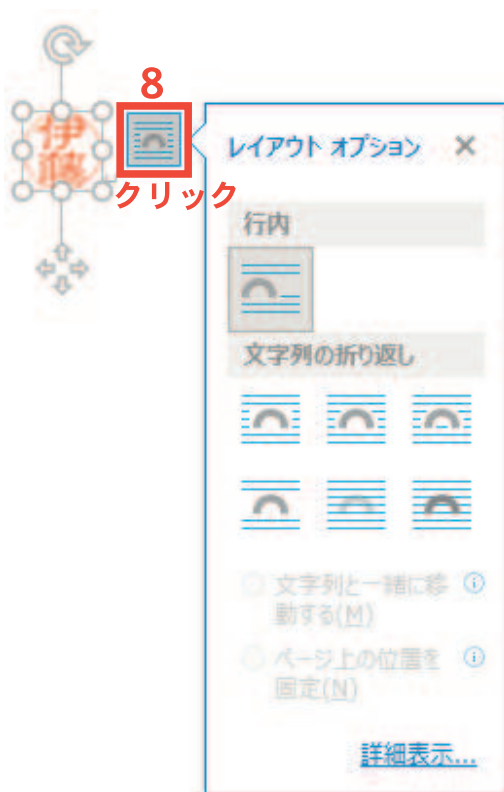 8
伊
藤
クリック
レイアウト オプション ×
行内
文字列の折り返し
文字列と一緒に移
動する(M)
ページ上の位置を
固定(N)
詳細表示...